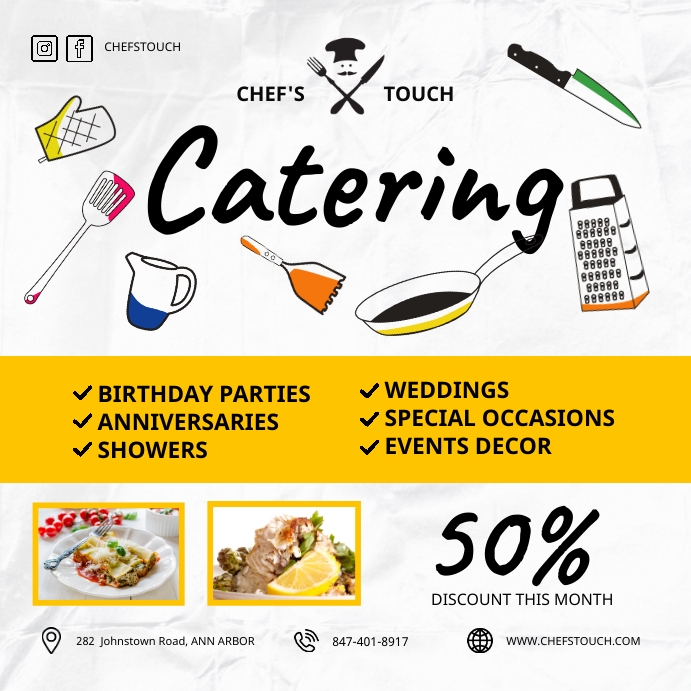 CHEFSTOUCH
CHEF'S TOUCH
Catering
BIRTHDAY PARTIES
ANNIVERSARIES
SHOWERS
WEDDINGS
SPECIAL OCCASIONS
EVENTS DECOR
50%
DISCOUNT THIS MONTH
282 Johnstown Road, ANN ARBOR
847-401-8917
WWW.CHEFSTOUCH.COM